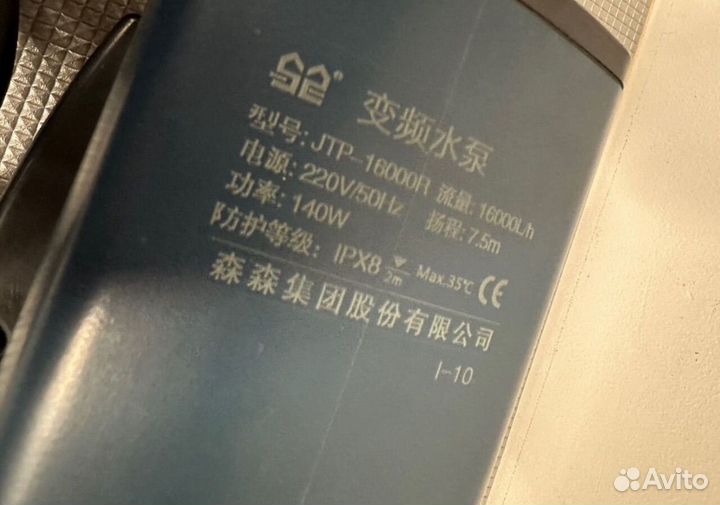 变频水泵
型号: JTP-16000R 流量: 16000L/h
电源: 220V/50Hz 扬程: 7.5m
功率: 140W
防护等级: IPX8 2m Max.35℃ CE
森森集团股份有限公司
I-10
Avito